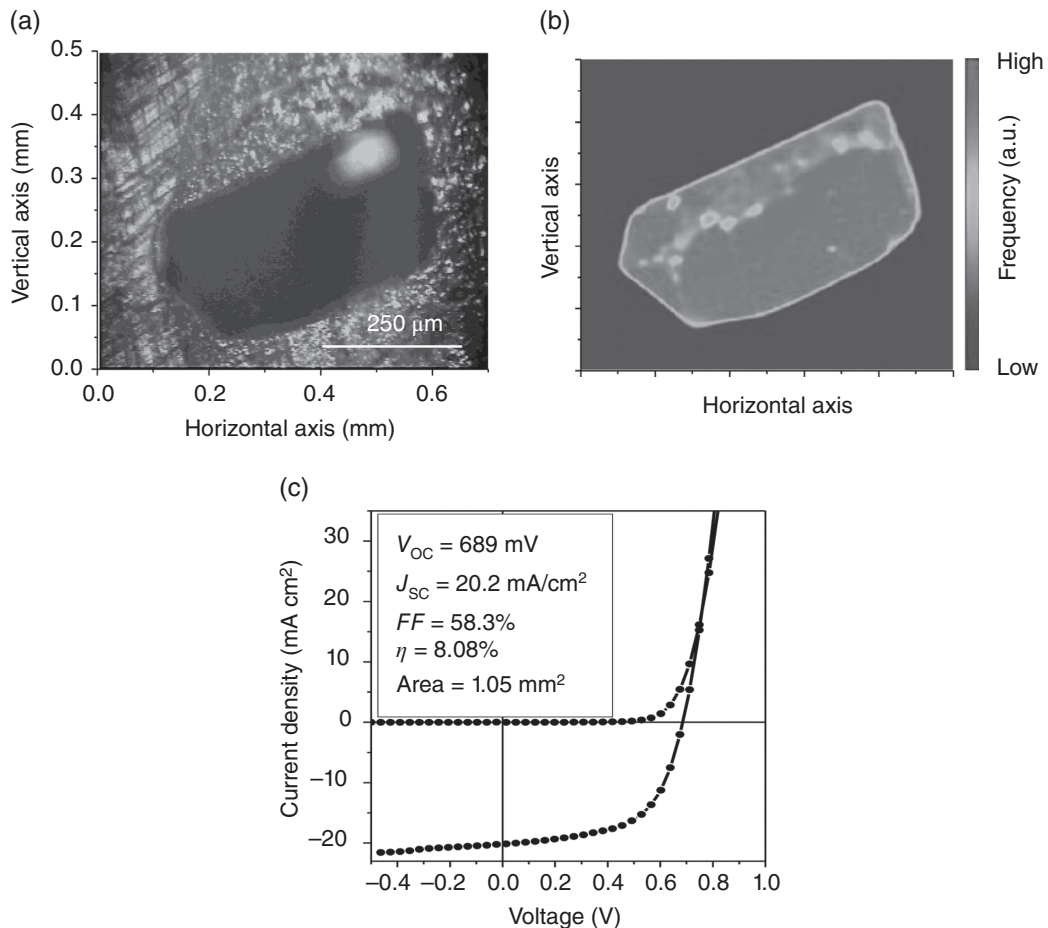 (a)
0.5
0.4
0.3
0.2
0.1
0.0
Vertical axis (mm)
250 μm
0.0
0.2
0.4
0.6
Horizontal axis (mm)
(b)
Vertical axis
Horizontal axis
High
Frequency (a.u.)
Low
(c)
30
20
10
0
−10
−20
Current density (mA cm²)
V_OC = 689 mV
J_SC = 20.2 mA/cm²
FF = 58.3%
η = 8.08%
Area = 1.05 mm²
−0.4
−0.2
0.0
0.2
0.4
0.6
0.8
1.0
Voltage (V)